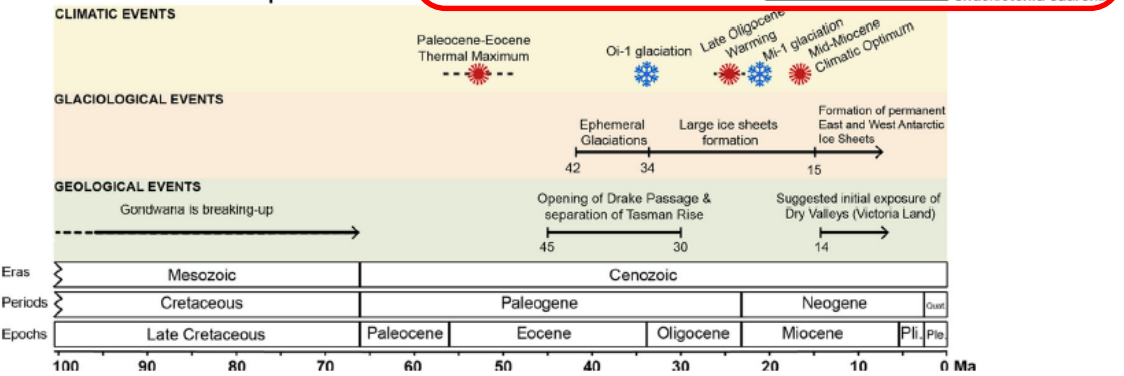 CLIMATIC EVENTS
Paleocene-Eocene
Thermal Maximum
Oi-1 glaciation
Late Oligocene
Warming
Mi-1 glaciation
Mid-Miocene
Climatic Optimum
GLACIOLOGICAL EVENTS
Ephemeral
Glaciations
Large ice sheets
formation
Formation of permanent
East and West Antarctic
Ice Sheets
42
34
15
GEOLOGICAL EVENTS
Gondwana is breaking-up
Opening of Drake Passage &
separation of Tasman Rise
Suggested initial exposure of
Dry Valleys (Victoria Land)
45
30
14
Eras Mesozoic Cenozoic
Periods Cretaceous Paleogene Neogene Quat.
Epochs Late Cretaceous Paleocene Eocene Oligocene Miocene Pli. Ple.
100 90 80 70 60 50 40 30 20 10 0 Ma